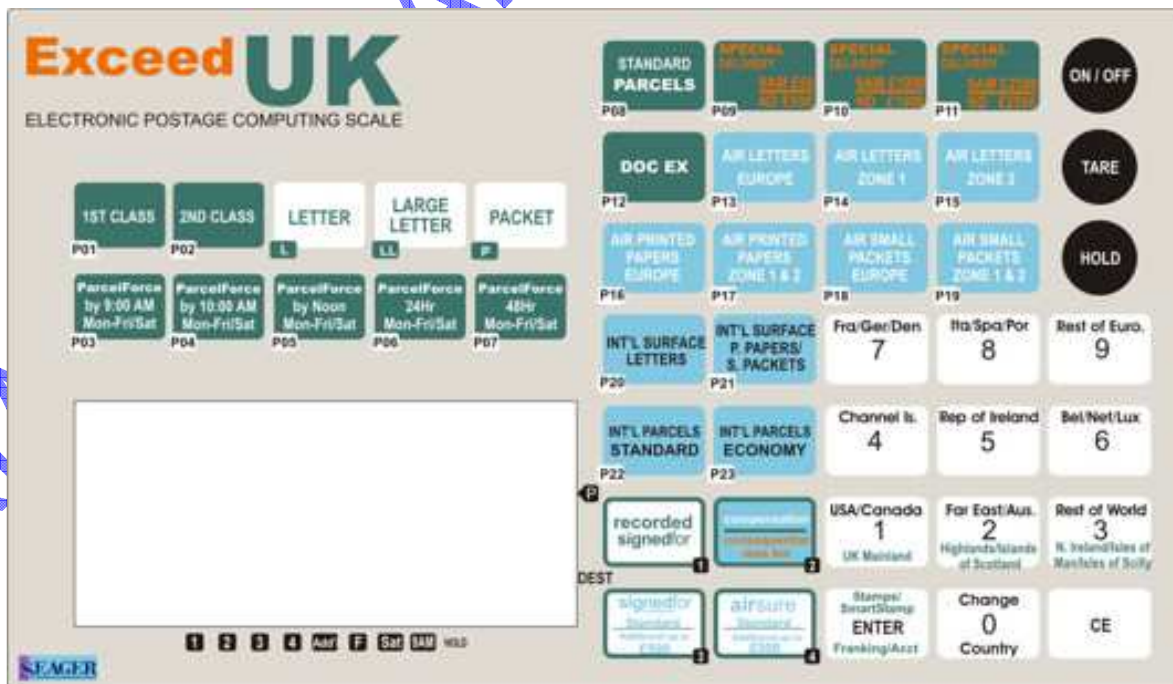 Exceed UK
ELECTRONIC POSTAGE COMPUTING SCALE
1ST CLASS
P01
2ND CLASS
P02
LETTER
L
LARGE
LETTER
LL
PACKET
P
ParcelForce
by 9:00 AM
Mon-Fri/Sat
P03
ParcelForce
by 10:00 AM
Mon-Fri/Sat
P04
ParcelForce
by Noon
Mon-Fri/Sat
P05
ParcelForce
24Hr
Mon-Fri/Sat
P06
ParcelForce
48Hr
Mon-Fri/Sat
P07
P
DEST
1 2 3 4 Add F Sat 9AM HOLD
SEAGER
STANDARD
PARCELS
P08
SPECIAL
DELIVERY
P09
SPECIAL
DELIVERY
P10
SPECIAL
DELIVERY
P11
ON / OFF
DOC EX
P12
AIR LETTERS
EUROPE
P13
AIR LETTERS
ZONE 1
P14
AIR LETTERS
ZONE 2
P15
TARE
AIR PRINTED
PAPERS
EUROPE
P16
AIR PRINTED
PAPERS
ZONE 1 & 2
P17
AIR SMALL
PACKETS
EUROPE
P18
AIR SMALL
PACKETS
ZONE 1 & 2
P19
HOLD
INT'L SURFACE
LETTERS
P20
INT'L SURFACE
P. PAPERS/
S. PACKETS
P21
Fra/Ger/Den
7
Ita/Spa/Por
8
Rest of Euro.
9
INT'L PARCELS
STANDARD
P22
INT'L PARCELS
ECONOMY
P23
Channel Is.
4
Rep of Ireland
5
Bel/Net/Lux
6
recorded
signedfor
1
2
USA/Canada
1
UK Mainland
Far East/Aus.
2
Highlands/Islands
of Scotland
Rest of World
3
N. Ireland/Isles of
Man/Isles of Scilly
signedfor
Standard
3
airsure
Standard
4
Stamps/
SmartStamp
ENTER
Franking/Acct
Change
0
Country
CE